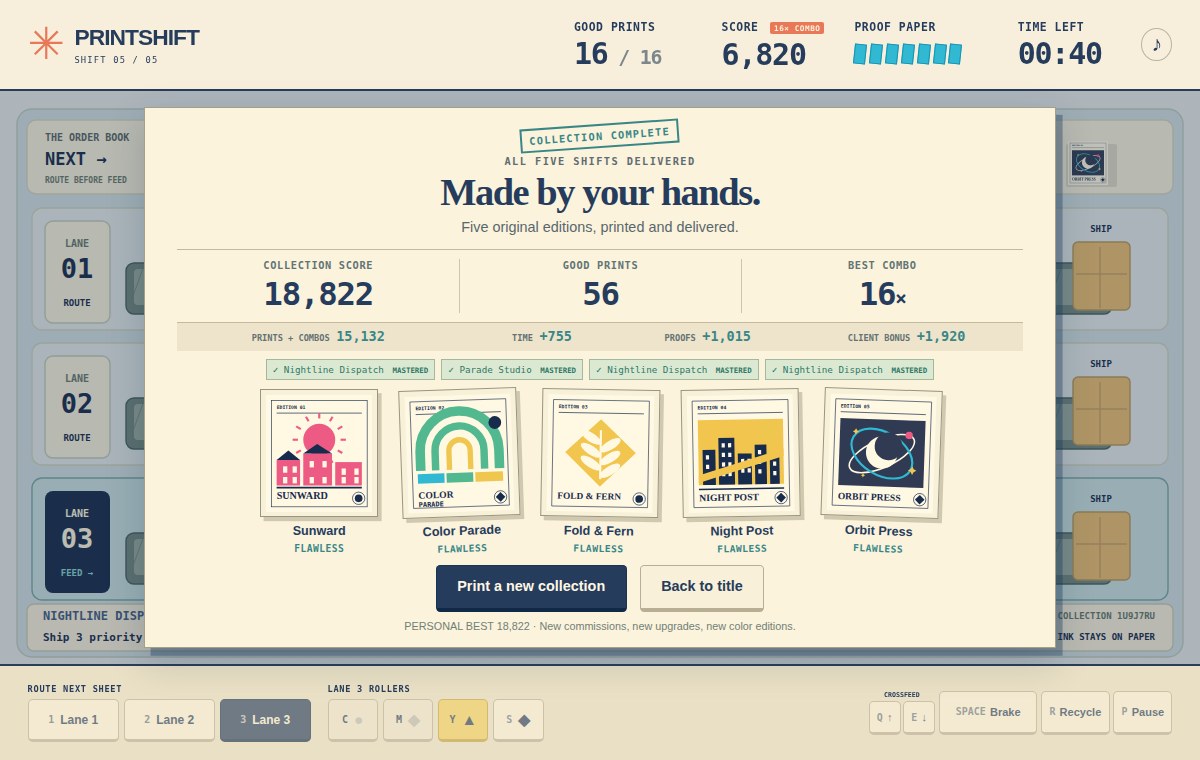 PRINTSHIFT
SHIFT 05 / 05
GOOD PRINTS
16 / 16
SCORE 16× COMBO
6,820
PROOF PAPER
TIME LEFT
00:40
♪
THE ORDER BOOK
NEXT →
ROUTE BEFORE FEED
LANE
01
ROUTE
LANE
02
ROUTE
LANE
03
FEED →
COLLECTION COMPLETE
ALL FIVE SHIFTS DELIVERED
Made by your hands.
Five original editions, printed and delivered.
COLLECTION SCORE
18,822
GOOD PRINTS
56
BEST COMBO
16×
PRINTS + COMBOS 15,132
TIME +755
PROOFS +1,015
CLIENT BONUS +1,920
✓ Nightline Dispatch MASTERED
✓ Parade Studio MASTERED
✓ Nightline Dispatch MASTERED
✓ Nightline Dispatch MASTERED
EDITION 01
SUNWARD
Sunward
FLAWLESS
EDITION 02
COLOR
PARADE
Color Parade
FLAWLESS
EDITION 03
FOLD & FERN
Fold & Fern
FLAWLESS
EDITION 04
NIGHT POST
Night Post
FLAWLESS
EDITION 05
ORBIT PRESS
Orbit Press
FLAWLESS
Print a new collection
Back to title
PERSONAL BEST 18,822 · New commissions, new upgrades, new color editions.
ORBIT PRESS
SHIP
SHIP
SHIP
NIGHTLINE DISP
Ship 3 priority
COLLECTION 1U9J7RU
INK STAYS ON PAPER
ROUTE NEXT SHEET
1 Lane 1
2 Lane 2
3 Lane 3
LANE 3 ROLLERS
C
M
Y
S
CROSSFEED
Q ↑
E ↓
SPACE Brake
R Recycle
P Pause